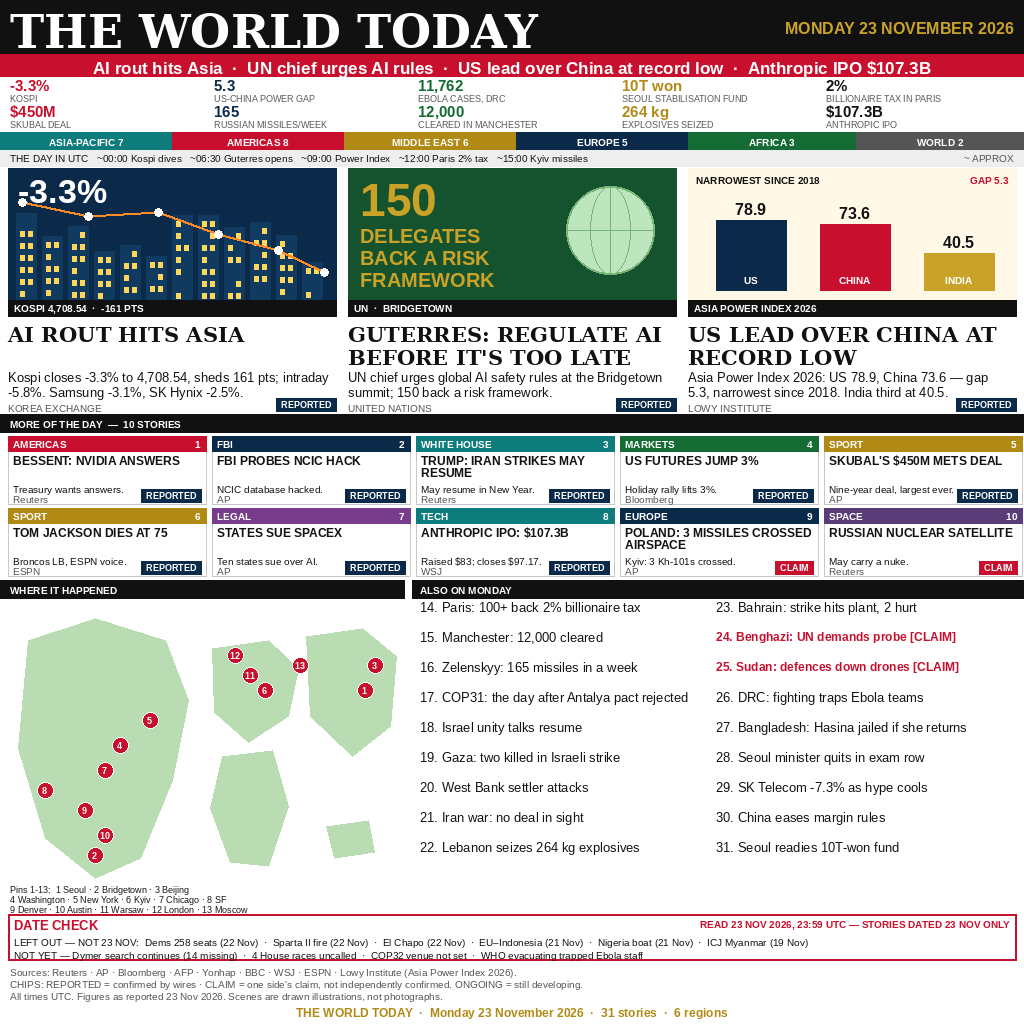 THE WORLD TODAY
MONDAY 23 NOVEMBER 2026
AI rout hits Asia · UN chief urges AI rules · US lead over China at record low · Anthropic IPO $107.3B
-3.3%
KOSPI
5.3
US-CHINA POWER GAP
11,762
EBOLA CASES, DRC
10T won
SEOUL STABILISATION FUND
2%
BILLIONAIRE TAX IN PARIS
$450M
SKUBAL DEAL
165
RUSSIAN MISSILES/WEEK
12,000
CLEARED IN MANCHESTER
264 kg
EXPLOSIVES SEIZED
$107.3B
ANTHROPIC IPO
ASIA-PACIFIC 7
AMERICAS 8
MIDDLE EAST 6
EUROPE 5
AFRICA 3
WORLD 2
THE DAY IN UTC ~00:00 Kospi dives ~06:30 Guterres opens ~09:00 Power Index ~12:00 Paris 2% tax ~15:00 Kyiv missiles
~ APPROX
-3.3%
KOSPI 4,708.54 · -161 PTS
AI ROUT HITS ASIA
Kospi closes -3.3% to 4,708.54, sheds 161 pts; intraday
-5.8%. Samsung -3.1%, SK Hynix -2.5%.
KOREA EXCHANGE
REPORTED
150
DELEGATES
BACK A RISK
FRAMEWORK
UN · BRIDGETOWN
GUTERRES: REGULATE AI
BEFORE IT'S TOO LATE
UN chief urges global AI safety rules at the Bridgetown
summit; 150 back a risk framework.
UNITED NATIONS
REPORTED
NARROWEST SINCE 2018
GAP 5.3
78.9
73.6
40.5
US
CHINA
INDIA
ASIA POWER INDEX 2026
US LEAD OVER CHINA AT
RECORD LOW
Asia Power Index 2026: US 78.9, China 73.6 — gap
5.3, narrowest since 2018. India third at 40.5.
LOWY INSTITUTE
REPORTED
MORE OF THE DAY — 10 STORIES
AMERICAS 1
BESSENT: NVIDIA ANSWERS
Treasury wants answers.
Reuters
REPORTED
FBI 2
FBI PROBES NCIC HACK
NCIC database hacked.
AP
REPORTED
WHITE HOUSE 3
TRUMP: IRAN STRIKES MAY
RESUME
May resume in New Year.
Reuters
REPORTED
MARKETS 4
US FUTURES JUMP 3%
Holiday rally lifts 3%.
Bloomberg
REPORTED
SPORT 5
SKUBAL'S $450M METS DEAL
Nine-year deal, largest ever.
AP
REPORTED
SPORT 6
TOM JACKSON DIES AT 75
Broncos LB, ESPN voice.
ESPN
REPORTED
LEGAL 7
STATES SUE SPACEX
Ten states sue over AI.
AP
REPORTED
TECH 8
ANTHROPIC IPO: $107.3B
Raised $83; closes $97.17.
WSJ
REPORTED
EUROPE 9
POLAND: 3 MISSILES CROSSED
AIRSPACE
Kyiv: 3 Kh-101s crossed.
AP
CLAIM
SPACE 10
RUSSIAN NUCLEAR SATELLITE
May carry a nuke.
Reuters
CLAIM
WHERE IT HAPPENED
12
13
3
11
6
1
5
4
7
8
9
10
2
Pins 1-13: 1 Seoul · 2 Bridgetown · 3 Beijing
4 Washington · 5 New York · 6 Kyiv · 7 Chicago · 8 SF
9 Denver · 10 Austin · 11 Warsaw · 12 London · 13 Moscow
ALSO ON MONDAY
14. Paris: 100+ back 2% billionaire tax
15. Manchester: 12,000 cleared
16. Zelenskyy: 165 missiles in a week
17. COP31: the day after Antalya pact rejected
18. Israel unity talks resume
19. Gaza: two killed in Israeli strike
20. West Bank settler attacks
21. Iran war: no deal in sight
22. Lebanon seizes 264 kg explosives
23. Bahrain: strike hits plant, 2 hurt
24. Benghazi: UN demands probe [CLAIM]
25. Sudan: defences down drones [CLAIM]
26. DRC: fighting traps Ebola teams
27. Bangladesh: Hasina jailed if she returns
28. Seoul minister quits in exam row
29. SK Telecom -7.3% as hype cools
30. China eases margin rules
31. Seoul readies 10T-won fund
DATE CHECK
READ 23 NOV 2026, 23:59 UTC — STORIES DATED 23 NOV ONLY
LEFT OUT — NOT 23 NOV: Dems 258 seats (22 Nov) · Sparta II fire (22 Nov) · El Chapo (22 Nov) · EU–Indonesia (21 Nov) · Nigeria boat (21 Nov) · ICJ Myanmar (19 Nov)
NOT YET — Dymer search continues (14 missing) · 4 House races uncalled · COP32 venue not set · WHO evacuating trapped Ebola staff
Sources: Reuters · AP · Bloomberg · AFP · Yonhap · BBC · WSJ · ESPN · Lowy Institute (Asia Power Index 2026).
CHIPS: REPORTED = confirmed by wires · CLAIM = one side's claim, not independently confirmed. ONGOING = still developing.
All times UTC. Figures as reported 23 Nov 2026. Scenes are drawn illustrations, not photographs.
THE WORLD TODAY · Monday 23 November 2026 · 31 stories · 6 regions